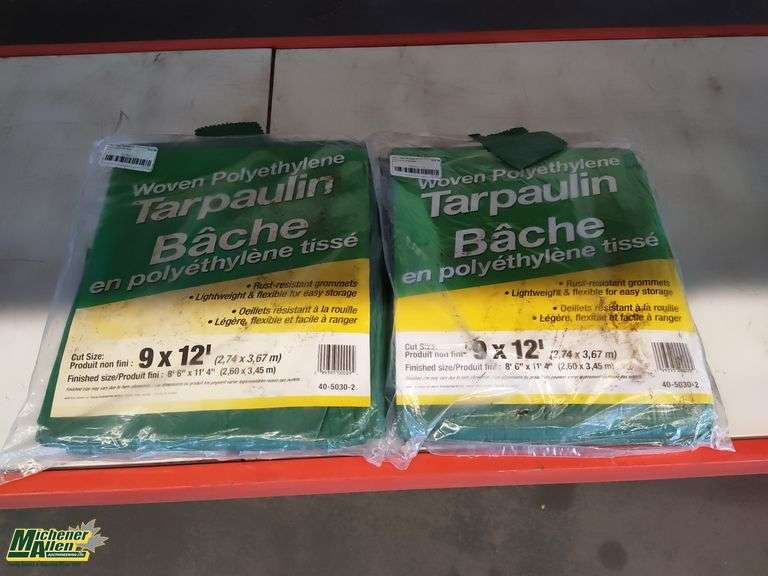 Woven Polyethylene
Tarpaulin
Bâche
en polyéthylène tissé
• Rust-resistant grommets
• Lightweight & flexible for easy storage
• Oeillets résistant à la rouille
• Légère, flexible et facile à ranger
Cut Size:
Produit non fini : 9 x 12' (2,74 x 3,67 m)
Finished size/Produit fini : 8' 6" x 11' 4" (2,60 x 3,45 m)
40-5030-2
Woven Polyethylene
Tarpaulin
Bâche
en polyéthylène tissé
• Rust-resistant grommets
• Lightweight & flexible for easy storage
• Oeillets résistant à la rouille
• Légère, flexible et facile à ranger
Cut Size:
Produit non fini : 9 x 12' (2,74 x 3,67 m)
Finished size/Produit fini : 8' 6" x 11' 4" (2,60 x 3,45 m)
40-5030-2
Michener
Allen
AUCTIONEERING LTD.